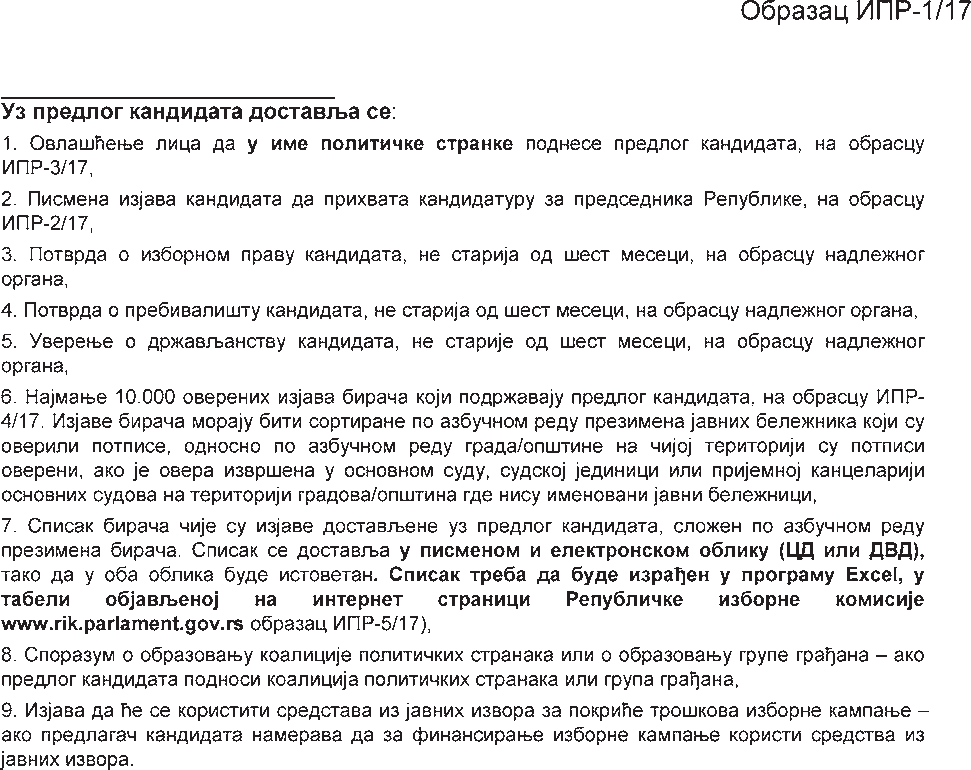 Образац ИПР-1/17
Уз предлог кандидата доставља се:
1. Овлашћење лица да у име политичке странке поднесе предлог кандидата, на обрасцу
ИПР-3/17,
2. Писмена изјава кандидата да прихвата кандидатуру за председника Републике, на обрасцу
ИПР-2/17,
3. Потврда о изборном праву кандидата, не старија од шест месеци, на обрасцу надлежног
органа,
4. Потврда о пребивалишту кандидата, не старија од шест месеци, на обрасцу надлежног органа,
5. Уверење о држављанству кандидата, не старије од шест месеци, на обрасцу надлежног
органа,
6. Најмање 10.000 оверених изјава бирача који подржавају предлог кандидата, на обрасцу ИПР-
4/17. Изјаве бирача морају бити сортиране по азбучном реду презимена јавних бележника који су
оверили потписе, односно по азбучном реду града/општине на чијој територији су потписи
оверени, ако је овера извршена у основном суду, судској јединици или пријемној канцеларији
основних судова на територији градова/општина где нису именовани јавни бележници,
7. Списак бирача чије су изјаве достављене уз предлог кандидата, сложен по азбучном реду
презимена бирача. Списак се доставља у писменом и електронском облику (ЦД или ДВД),
тако да у оба облика буде истоветан. Списак треба да буде израђен у програму Excel, у
табели објављеној на интернет страници Републичке изборне комисије
www.rik.parlament.gov.rs образац ИПР-5/17),
8. Споразум о образовању коалиције политичких странака или о образовању групе грађана – ако
предлог кандидата подноси коалиција политичких странака или група грађана,
9. Изјава да ће се користити средстава из јавних извора за покриће трошкова изборне кампање –
ако предлагач кандидата намерава да за финансирање изборне кампање користи средства из
јавних извора.